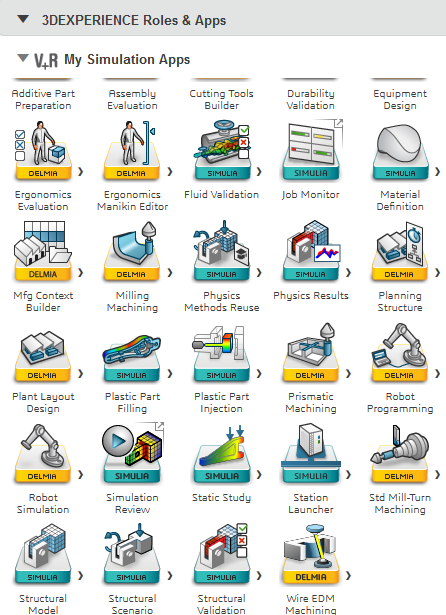 3DEXPERIENCE Roles & Apps
V+R My Simulation Apps
Additive Part Preparation
Assembly Evaluation
Cutting Tools Builder
Durability Validation
Equipment Design
DELMIA
Ergonomics Evaluation
DELMIA
Ergonomics Manikin Editor
SIMULIA
Fluid Validation
SIMULIA
Job Monitor
SIMULIA
Material Definition
DELMIA
Mfg Context Builder
DELMIA
Milling Machining
SIMULIA
Physics Methods Reuse
SIMULIA
Physics Results
DELMIA
Planning Structure
DELMIA
Plant Layout Design
SIMULIA
Plastic Part Filling
SIMULIA
Plastic Part Injection
DELMIA
Prismatic Machining
DELMIA
Robot Programming
DELMIA
Robot Simulation
SIMULIA
Simulation Review
SIMULIA
Static Study
SIMULIA
Station Launcher
DELMIA
Std Mill-Turn Machining
SIMULIA
Structural Model
SIMULIA
Structural Scenario
SIMULIA
Structural Validation
DELMIA
Wire EDM Machining